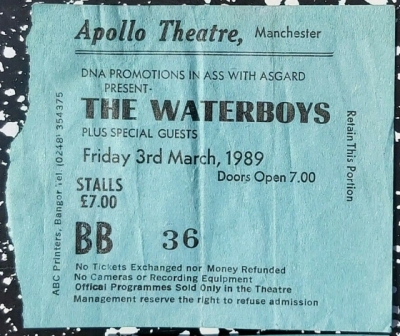 Apollo Theatre, Manchester
DNA PROMOTIONS IN ASS WITH ASGARD
PRESENT-
THE WATERBOYS
PLUS SPECIAL GUESTS
Friday 3rd March, 1989
Doors Open 7.00
STALLS
£7.00
BB 36
No Tickets Exchanged nor Money Refunded
No Cameras or Recording Equipment
Offical Programmes Sold Only in the Theatre
Management reserve the right to refuse admission
ABC Printers, Bangor Tel (0248) 354375
Retain This Portion